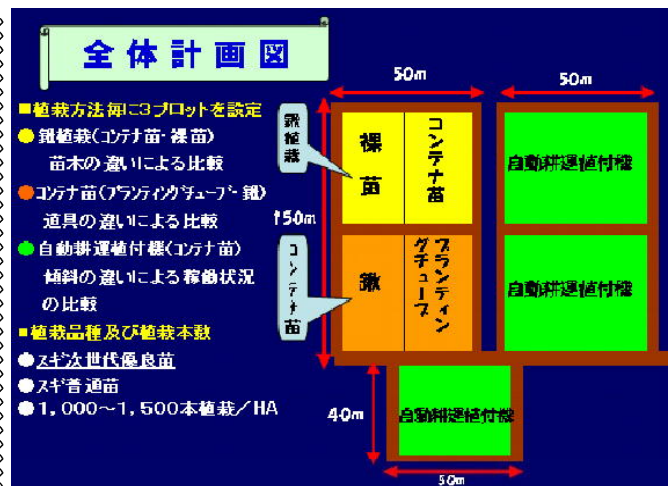 全体計画図
■植栽方法毎に3プロットを設定
●鍬植栽(コンテナ苗・裸苗)
苗木の違いによる比較
●コンテナ苗(プランティングチューブ・鍬)
道具の違いによる比較
●自動耕運植付機(コンテナ苗)
傾斜の違いによる稼働状況
の比較
■植栽品種及び植栽本数
●スギ次世代優良苗
●スギ普通苗
●1,000～1,500本植栽／HA
50m
50m
鍬植栽
裸苗
コンテナ苗
自動耕運植付機
150m
コンテナ苗
鍬
プランティングチューブ
自動耕運植付機
40m
自動耕運植付機
50m